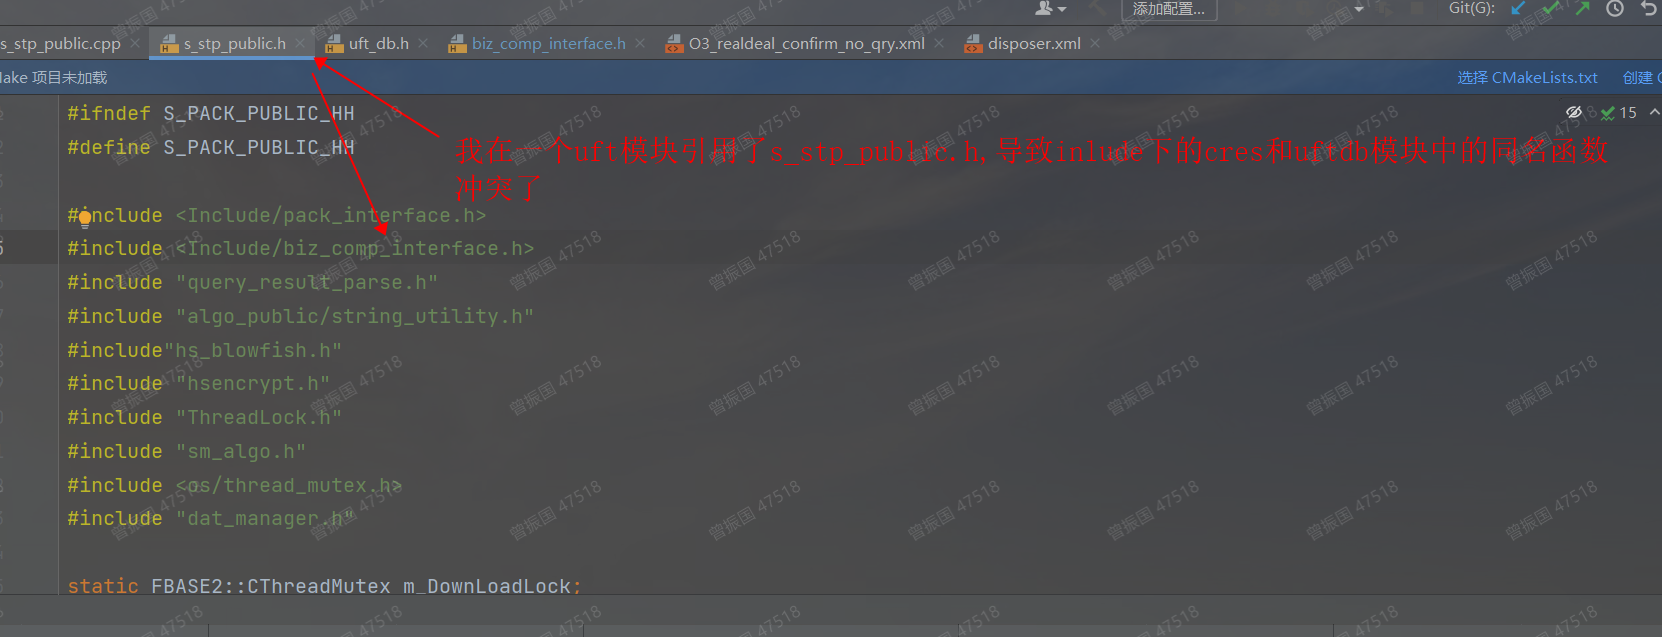 添加配置... Git(G):
s_stp_public.cpp s_stp_public.h uft_db.h biz_comp_interface.h O3_realdeal_confirm_no_qry.xml disposer.xml
Make 项目未加载 选择 CMakeLists.txt 创建
#ifndef S_PACK_PUBLIC_HH 15
#define S_PACK_PUBLIC_HH
我在一个uft模块引用了s_stp_public.h,导致inlude下的cres和uftdb模块中的同名函数
冲突了
#include <Include/pack_interface.h>
#include <Include/biz_comp_interface.h>
#include "query_result_parse.h"
#include "algo_public/string_utility.h"
#include"hs_blowfish.h"
#include "hsencrypt.h"
#include "ThreadLock.h"
#include "sm_algo.h"
#include <os/thread_mutex.h>
#include "dat_manager.h"
static FBASE2::CThreadMutex m_DownLoadLock;
曾振国 47518